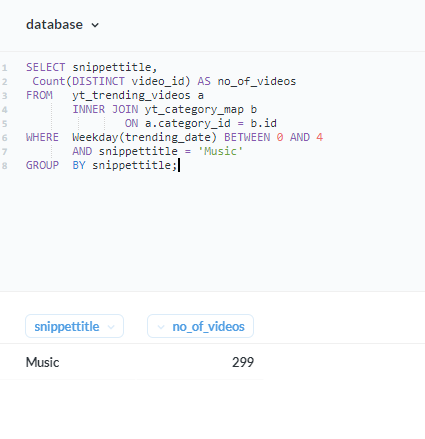 database
1 SELECT snippettitle,
2 Count(DISTINCT video_id) AS no_of_videos
3 FROM yt_trending_videos a
4 INNER JOIN yt_category_map b
5 ON a.category_id = b.id
6 WHERE Weekday(trending_date) BETWEEN 0 AND 4
7 AND snippettitle = 'Music'
8 GROUP BY snippettitle;
snippettitle no_of_videos
Music 299